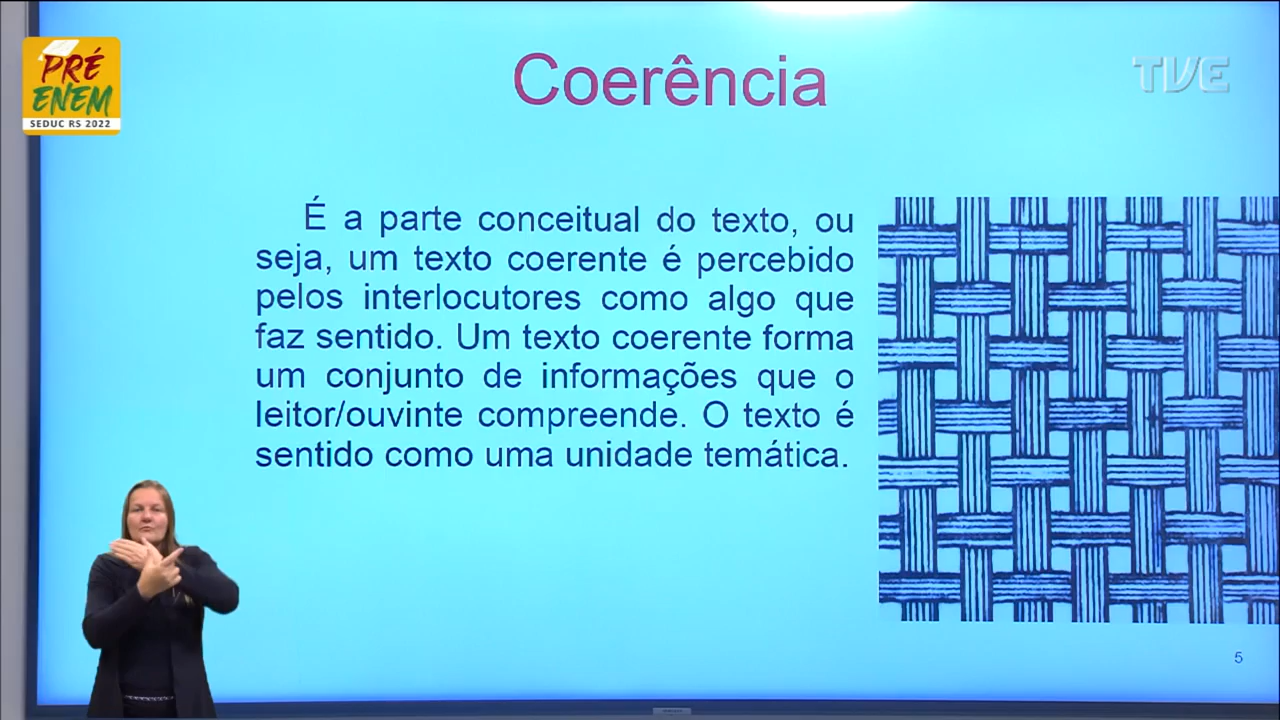 PRÉ
ENEM
SEDUC RS 2022
Coerência
TVE
É a parte conceitual do texto, ou
seja, um texto coerente é percebido
pelos interlocutores como algo que
faz sentido. Um texto coerente forma
um conjunto de informações que o
leitor/ouvinte compreende. O texto é
sentido como uma unidade temática.
5